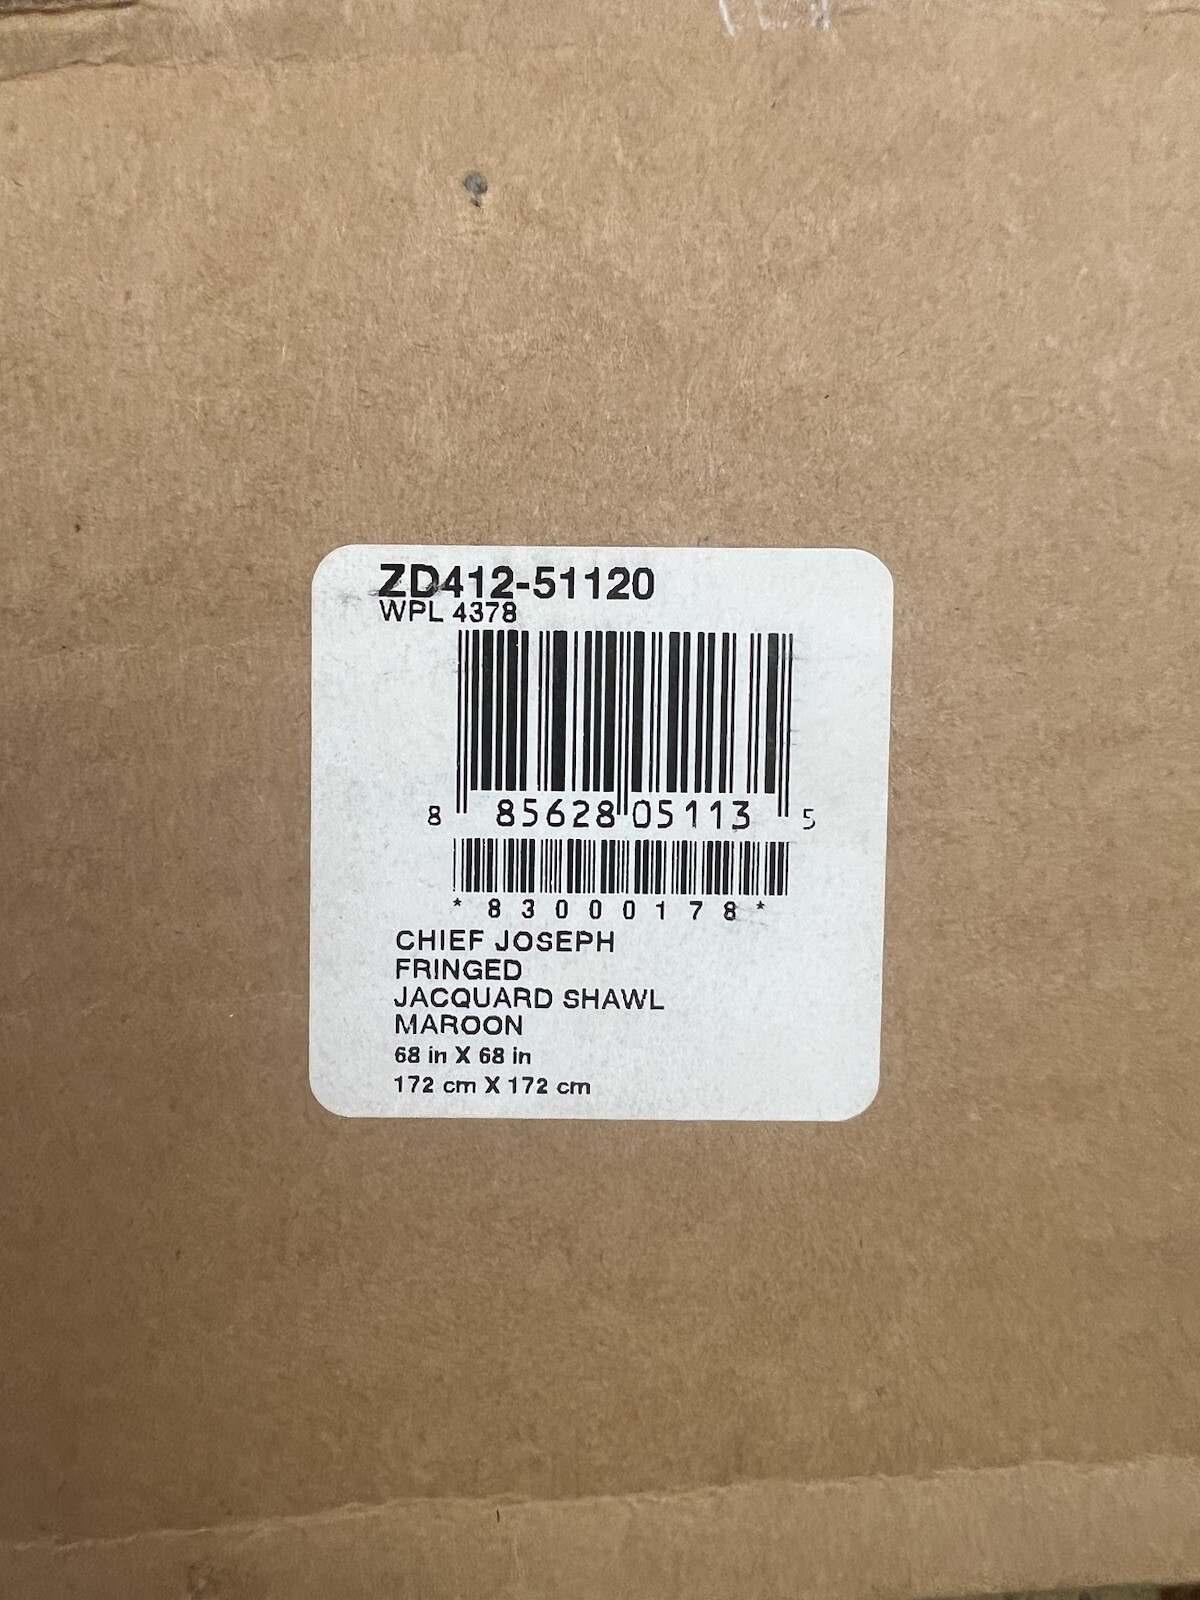 ZD412-51120
WPL 4378
8 85628 05113 5
*83000178*
CHIEF JOSEPH
FRINGED
JACQUARD SHAWL
MAROON
68 in X 68 in
172 cm X 172 cm